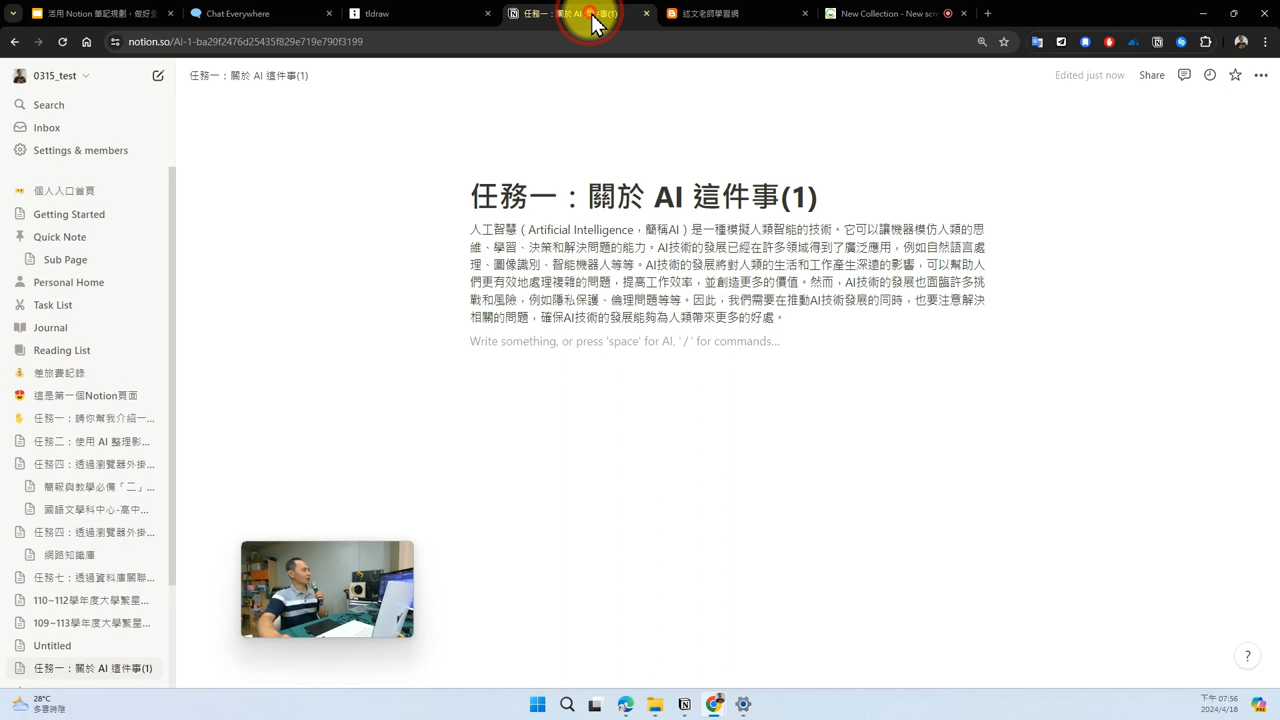 活用 Notion 筆記規劃，做好企
Chat Everywhere
tldraw
任務一：關於 AI 這件事(1)
述文老師學習網
New Collection - New scr
notion.so/AI-1-ba29f2476d25435f829e719e790f3199
0315_test
任務一：關於 AI 這件事(1)
Edited just now
Share
Search
Inbox
Settings & members
個人入口首頁
Getting Started
Quick Note
Sub Page
Personal Home
Task List
Journal
Reading List
差旅費記錄
這是第一個Notion頁面
任務一：請你幫我介紹一...
任務二：使用 AI 整理影...
任務四：透過瀏覽器外掛...
簡報與教學必備「二」...
國語文學科中心-高中...
任務四：透過瀏覽器外掛...
網路知識庫
任務七：透過資料庫關聯...
110~112學年度大學繁星...
109~113學年度大學繁星...
Untitled
任務一：關於 AI 這件事(1)
任務一：關於 AI 這件事(1)
人工智慧（Artificial Intelligence，簡稱AI）是一種模擬人類智能的技術。它可以讓機器模仿人類的思
維、學習、決策和解決問題的能力。AI技術的發展已經在許多領域得到了廣泛應用，例如自然語言處
理、圖像識別、智能機器人等等。AI技術的發展將對人類的生活和工作產生深遠的影響，可以幫助人
們更有效地處理複雜的問題，提高工作效率，並創造更多的價值。然而，AI技術的發展也面臨許多挑
戰和風險，例如隱私保護、倫理問題等等。因此，我們需要在推動AI技術發展的同時，也要注意解決
相關的問題，確保AI技術的發展能夠為人類帶來更多的好處。
Write something, or press 'space' for AI, '/' for commands...
?
28°C
多雲時陰
下午 07:56
2024/4/18